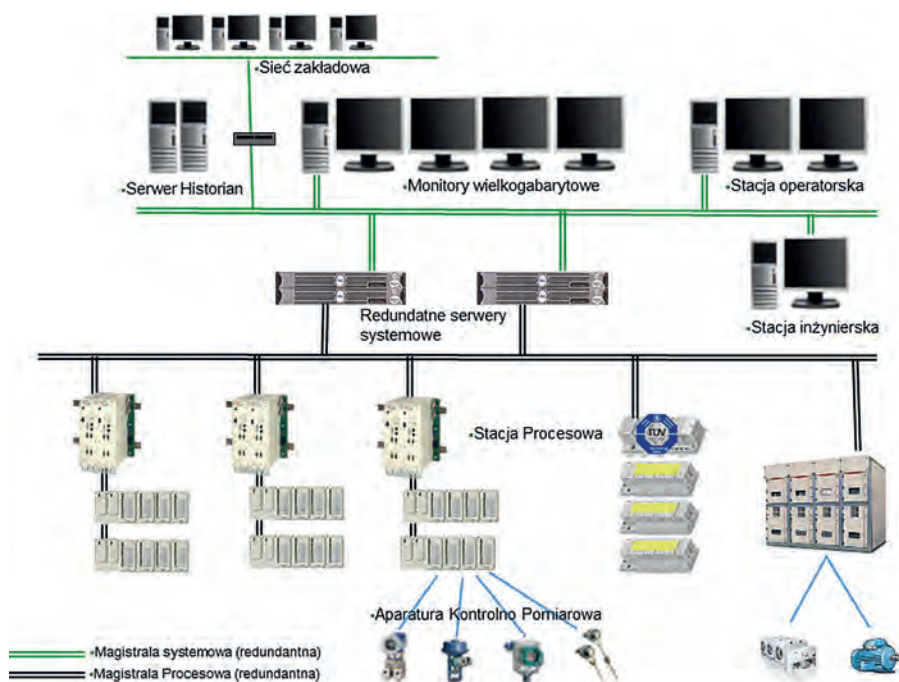 •Sieć zakładowa
•Serwer Historian
•Monitory wielkogabarytowe
•Stacja operatorska
Redundatne serwery
systemowe
•Stacja inżynierska
•Stacja Procesowa
TÜV
•Aparatura Kontrolno Pomiarowa
•Magistrala systemowa (redundantna)
•Magistrala Procesowa (redundantna)